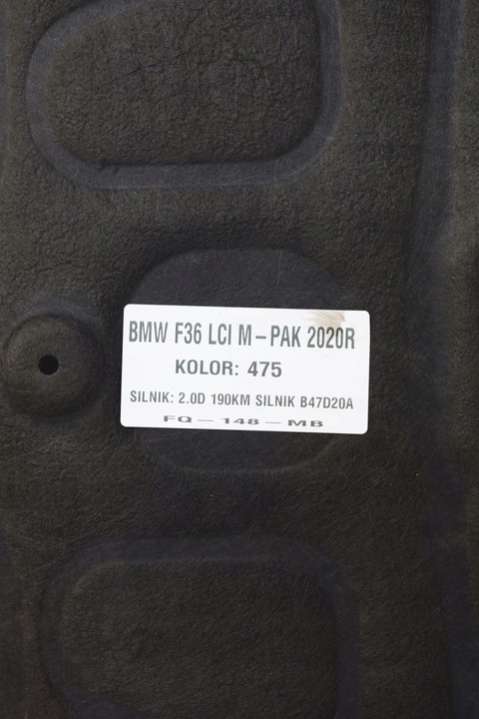 BMW F36 LCI M-PAK 2020R
KOLOR: 475
SILNIK: 2.0D 190KM SILNIK B47D20A
FQ-148-MB